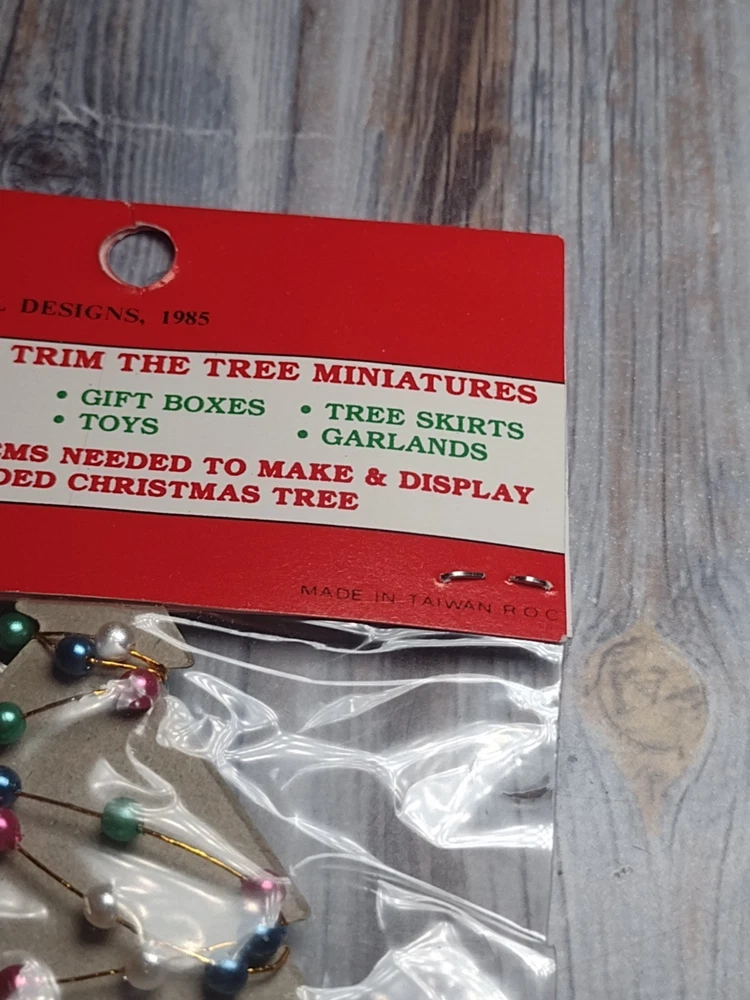 DESIGNS, 1985
TRIM THE TREE MINIATURES
• GIFT BOXES • TREE SKIRTS
• TOYS • GARLANDS
EMS NEEDED TO MAKE & DISPLAY
DED CHRISTMAS TREE
MADE IN TAIWAN R.O.C